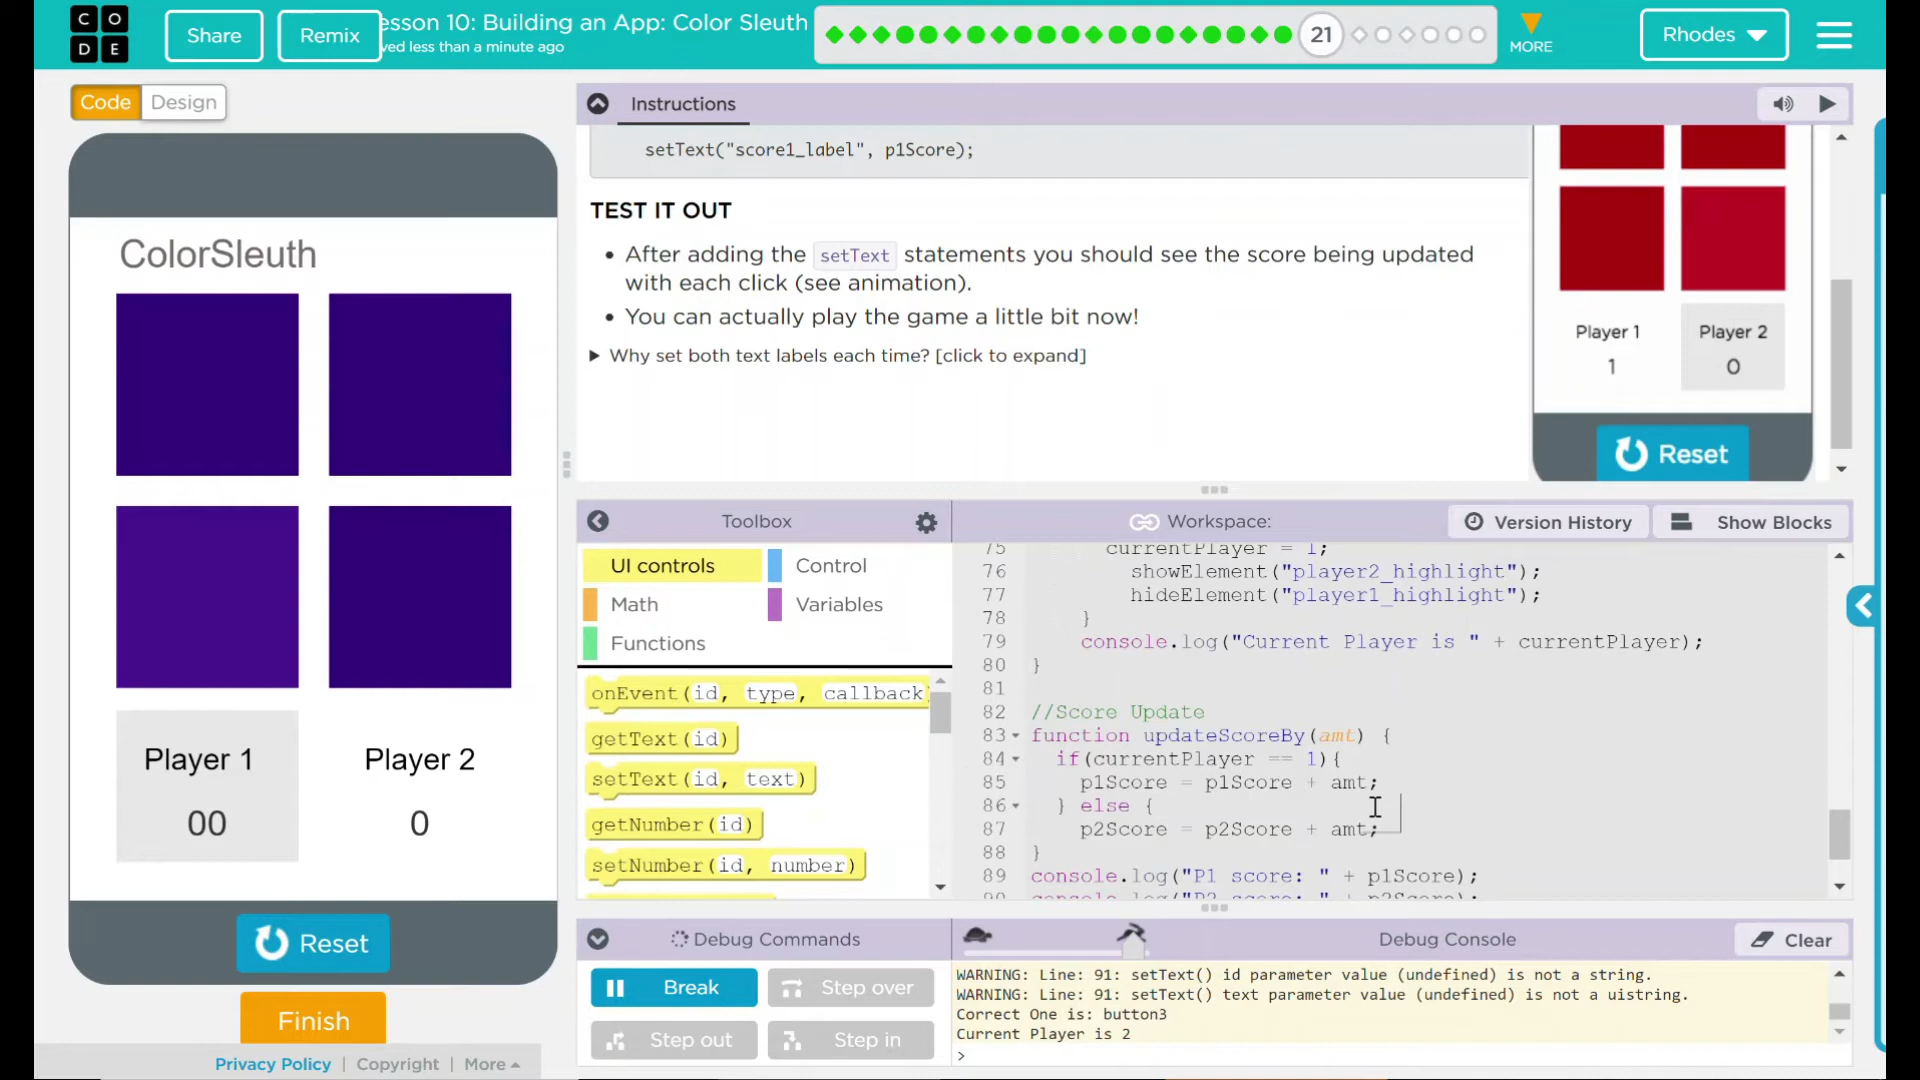 CODE
Share
Remix
esson 10: Building an App: Color Sleuth
ved less than a minute ago
21
MORE
Rhodes
Code
Design
Instructions
setText("score1_label", p1Score);
TEST IT OUT
After adding the setText statements you should see the score being updated
with each click (see animation).
You can actually play the game a little bit now!
Why set both text labels each time? [click to expand]
Player 1
Player 2
1
0
Reset
ColorSleuth
Player 1
Player 2
00
0
Reset
Finish
Privacy Policy | Copyright | More
Toolbox
Workspace:
Version History
Show Blocks
UI controls
Control
Math
Variables
Functions
onEvent(id, type, callback)
getText(id)
setText(id, text)
getNumber(id)
setNumber(id, number)
75 currentPlayer = 1;
76 showElement("player2_highlight");
77 hideElement("player1_highlight");
78 }
79 console.log("Current Player is " + currentPlayer);
80 }
81
82 //Score Update
83 function updateScoreBy(amt) {
84 if(currentPlayer == 1){
85 p1Score = p1Score + amt;
86 } else {
87 p2Score = p2Score + amt;
88 }
89 console.log("P1 score: " + p1Score);
90 console.log("P2 score: " + p2Score);
Debug Commands
Debug Console
Clear
Break
Step over
Step out
Step in
WARNING: Line: 91: setText() id parameter value (undefined) is not a string.
WARNING: Line: 91: setText() text parameter value (undefined) is not a uistring.
Correct One is: button3
Current Player is 2
>